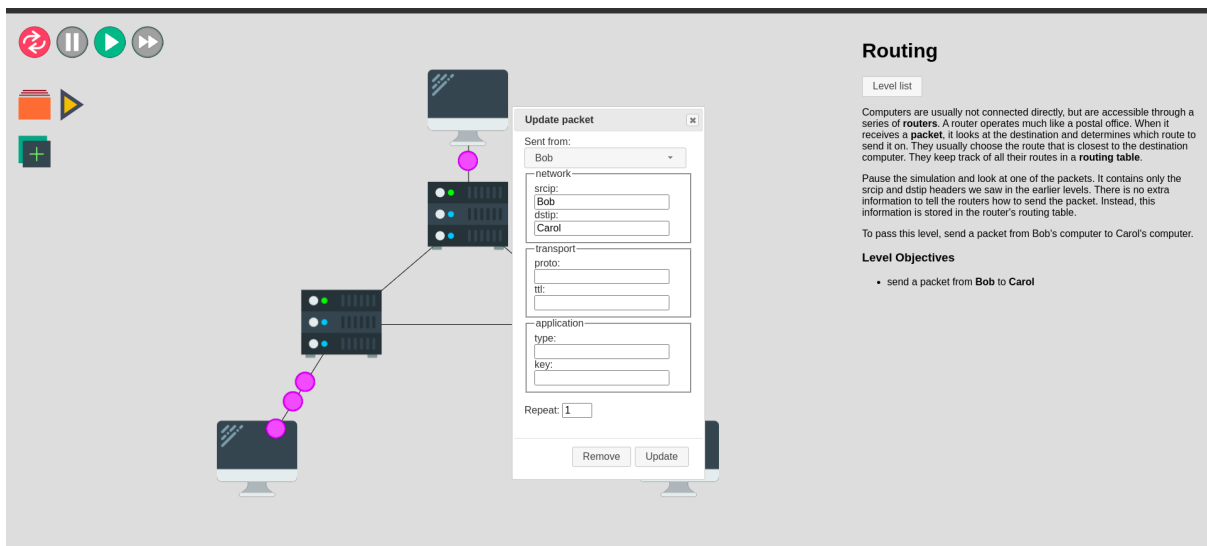 Update packet
Sent from:
Bob
network
srcip:
Bob
dstip:
Carol
transport
proto:
ttl:
application
type:
key:
Repeat: 1
Remove Update
Routing
Level list
Computers are usually not connected directly, but are accessible through a
series of routers. A router operates much like a postal office. When it
receives a packet, it looks at the destination and determines which route to
send it on. They usually choose the route that is closest to the destination
computer. They keep track of all their routes in a routing table.
Pause the simulation and look at one of the packets. It contains only the
srcip and dstip headers we saw in the earlier levels. There is no extra
information to tell the routers how to send the packet. Instead, this
information is stored in the router's routing table.
To pass this level, send a packet from Bob's computer to Carol's computer.
Level Objectives
• send a packet from Bob to Carol